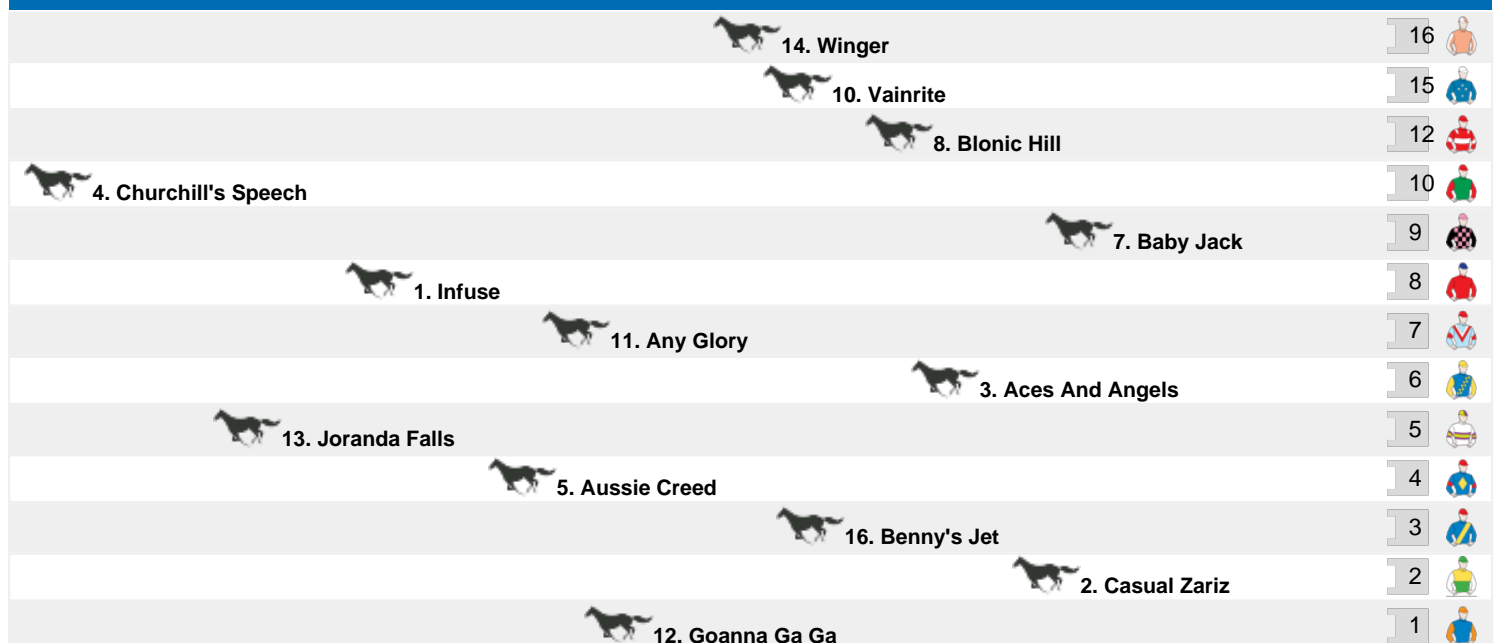 14. Winger 16
10. Vainrite 15
8. Blonic Hill 12
4. Churchill's Speech 10
7. Baby Jack 9
1. Infuse 8
11. Any Glory 7
3. Aces And Angels 6
13. Joranda Falls 5
5. Aussie Creed 4
16. Benny's Jet 3
2. Casual Zariz 2
12. Goanna Ga Ga 1